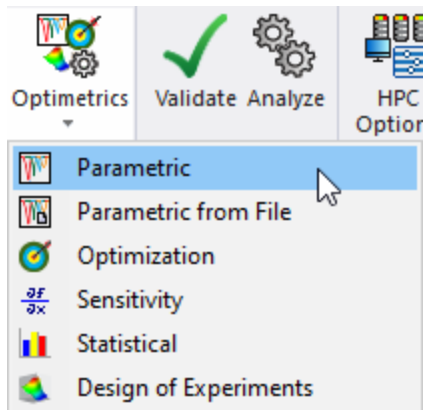 Optimetrics Validate Analyze HPC
Option
Parametric
Parametric from File
Optimization
∂f
∂x Sensitivity
Statistical
Design of Experiments